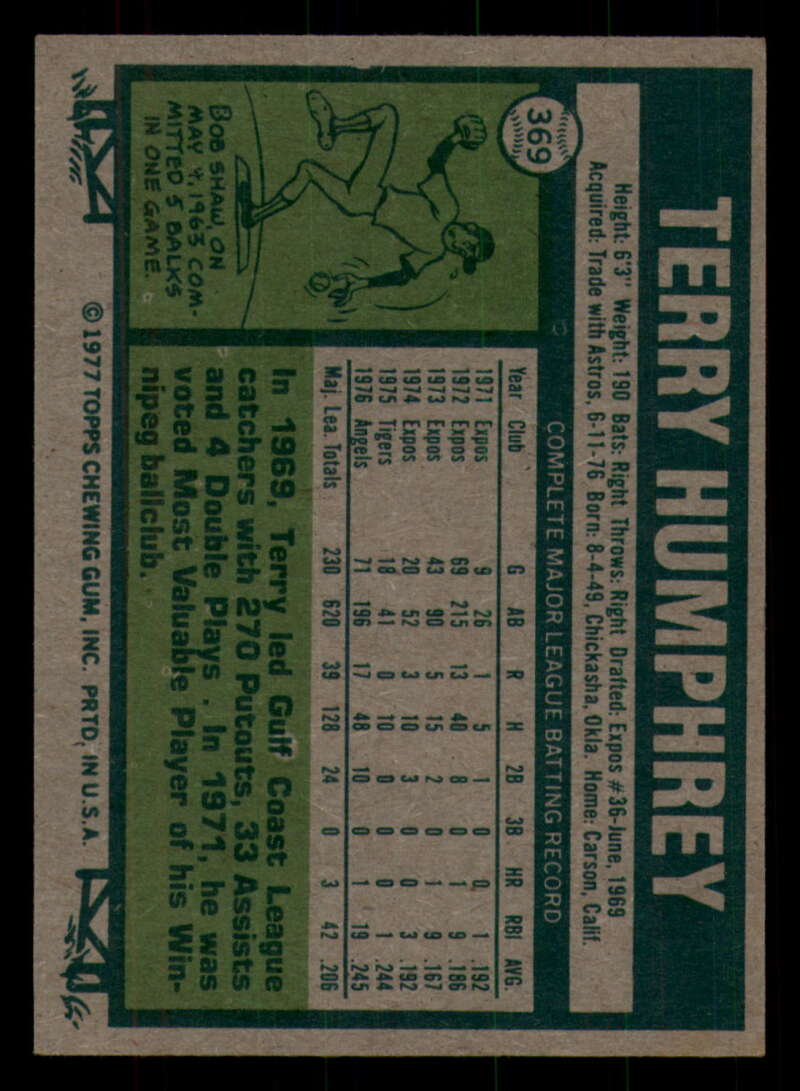 369
TERRY HUMPHREY
Height: 6'3" Weight: 190 Bats: Right Throws: Right Drafted: Expos #36-June, 1969
Acquired: Trade with Astros, 6-11-76 Born: 8-4-49, Chickasha, Okla. Home: Carson, Calif.
BOB SHAW, ON
MAY 4, 1963 COM-
MITTED 5 BALKS
IN ONE GAME.
COMPLETE MAJOR LEAGUE BATTING RECORD
Year Club G AB R H 2B 3B HR RBI AVG.
1971 Expos 9 26 1 5 1 0 0 1 .192
1972 Expos 69 215 13 40 8 0 1 9 .186
1973 Expos 43 90 5 15 2 0 1 9 .167
1974 Expos 20 52 3 10 3 0 0 3 .192
1975 Tigers 18 41 0 10 0 0 0 1 .244
1976 Angels 71 196 17 48 10 0 1 19 .245
Maj. Lea. Totals 230 620 39 128 24 0 3 42 .206
In 1969, Terry led Gulf Coast League
catchers with 270 Putouts, 33 Assists
and 4 Double Plays . In 1971, he was
voted Most Valuable Player of his Win-
nipeg ballclub.
© 1977 TOPPS CHEWING GUM, INC. PRTD. IN U.S.A.